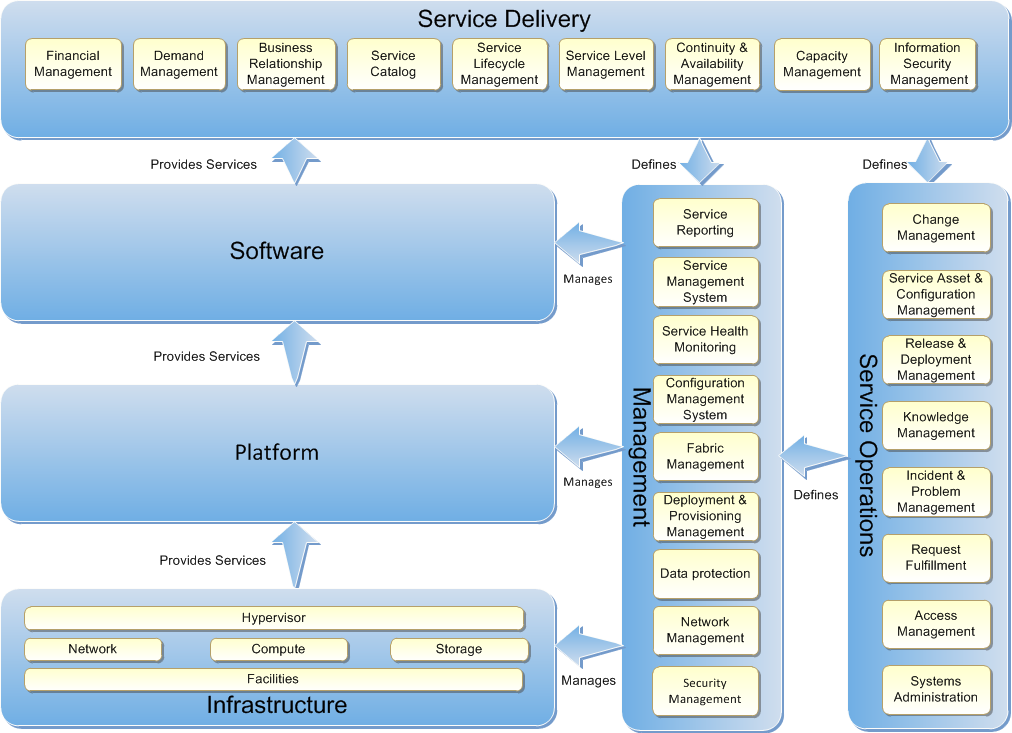 Service Delivery
Financial
Management
Demand
Management
Business
Relationship
Management
Service
Catalog
Service
Lifecycle
Management
Service Level
Management
Continuity &
Availability
Management
Capacity
Management
Information
Security
Management
Provides Services
Defines
Defines
Software
Manages
Provides Services
Platform
Manages
Provides Services
Hypervisor
Network
Compute
Storage
Facilities
Infrastructure
Manages
Management
Service
Reporting
Service
Management
System
Service Health
Monitoring
Configuration
Management
System
Fabric
Management
Deployment &
Provisioning
Management
Data protection
Network
Management
Security
Management
Defines
Service Operations
Change
Management
Service Asset &
Configuration
Management
Release &
Deployment
Management
Knowledge
Management
Incident &
Problem
Management
Request
Fulfillment
Access
Management
Systems
Administration